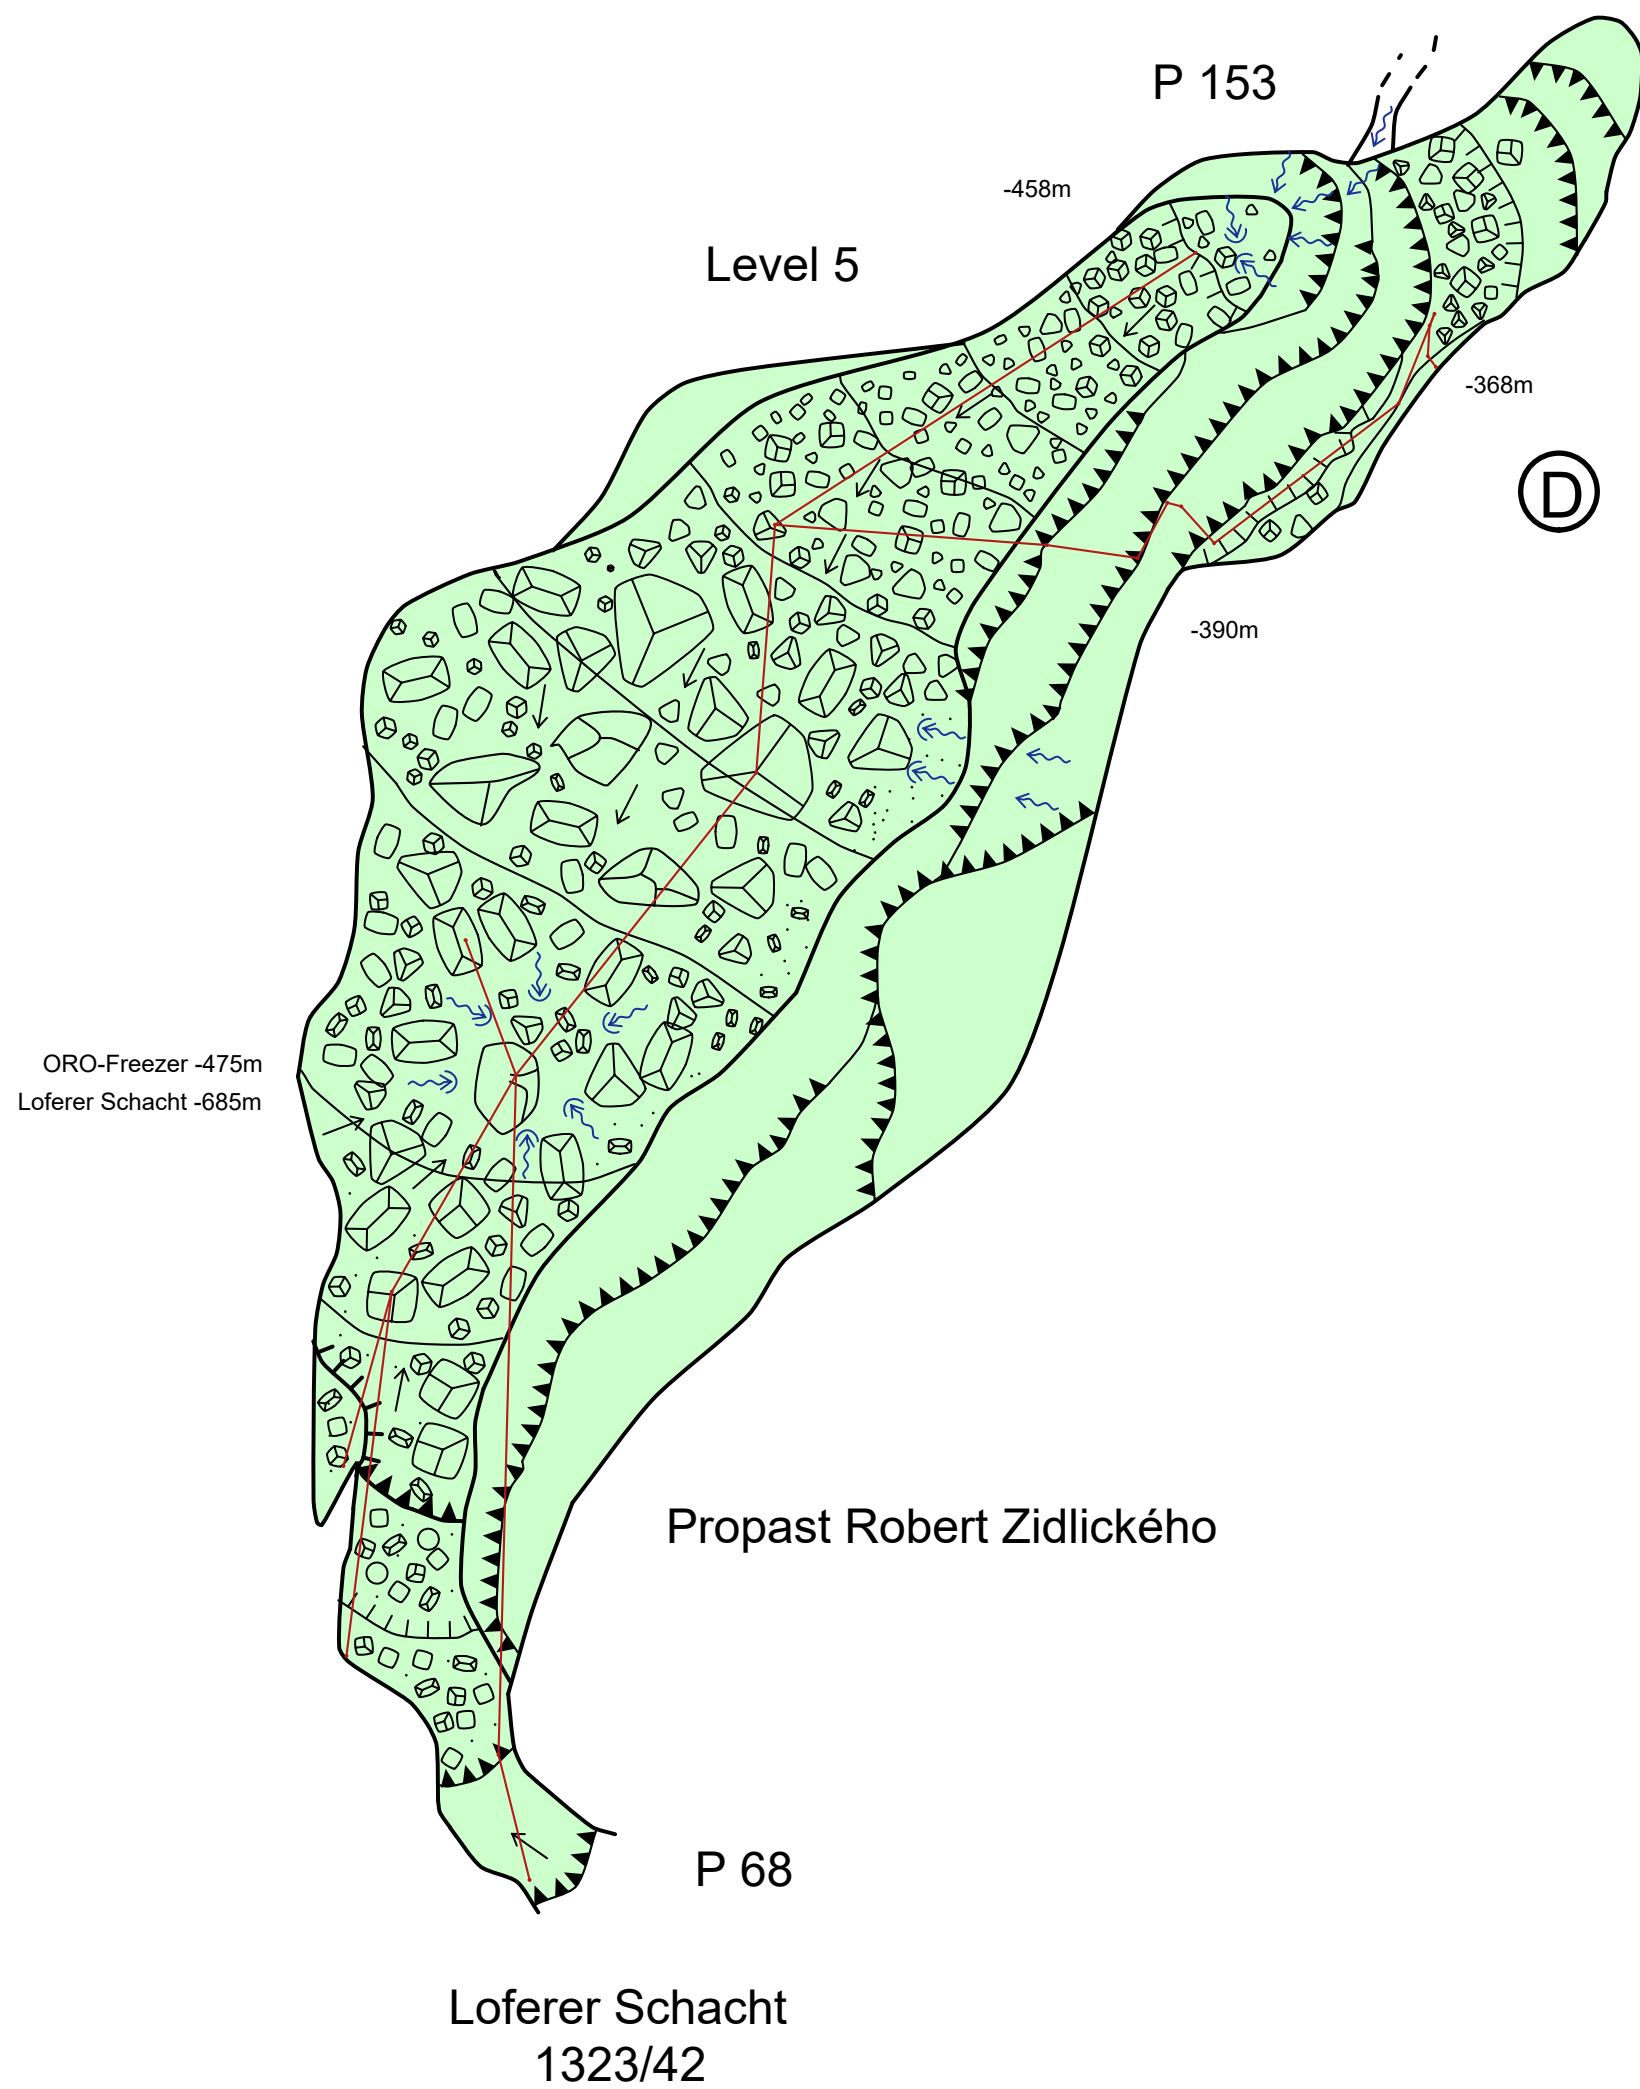 P 153
-458m
Level 5
-368m
D
-390m
ORO-Freezer -475m
Loferer Schacht -685m
Propast Robert Zidlického
P 68
Loferer Schacht
1323/42